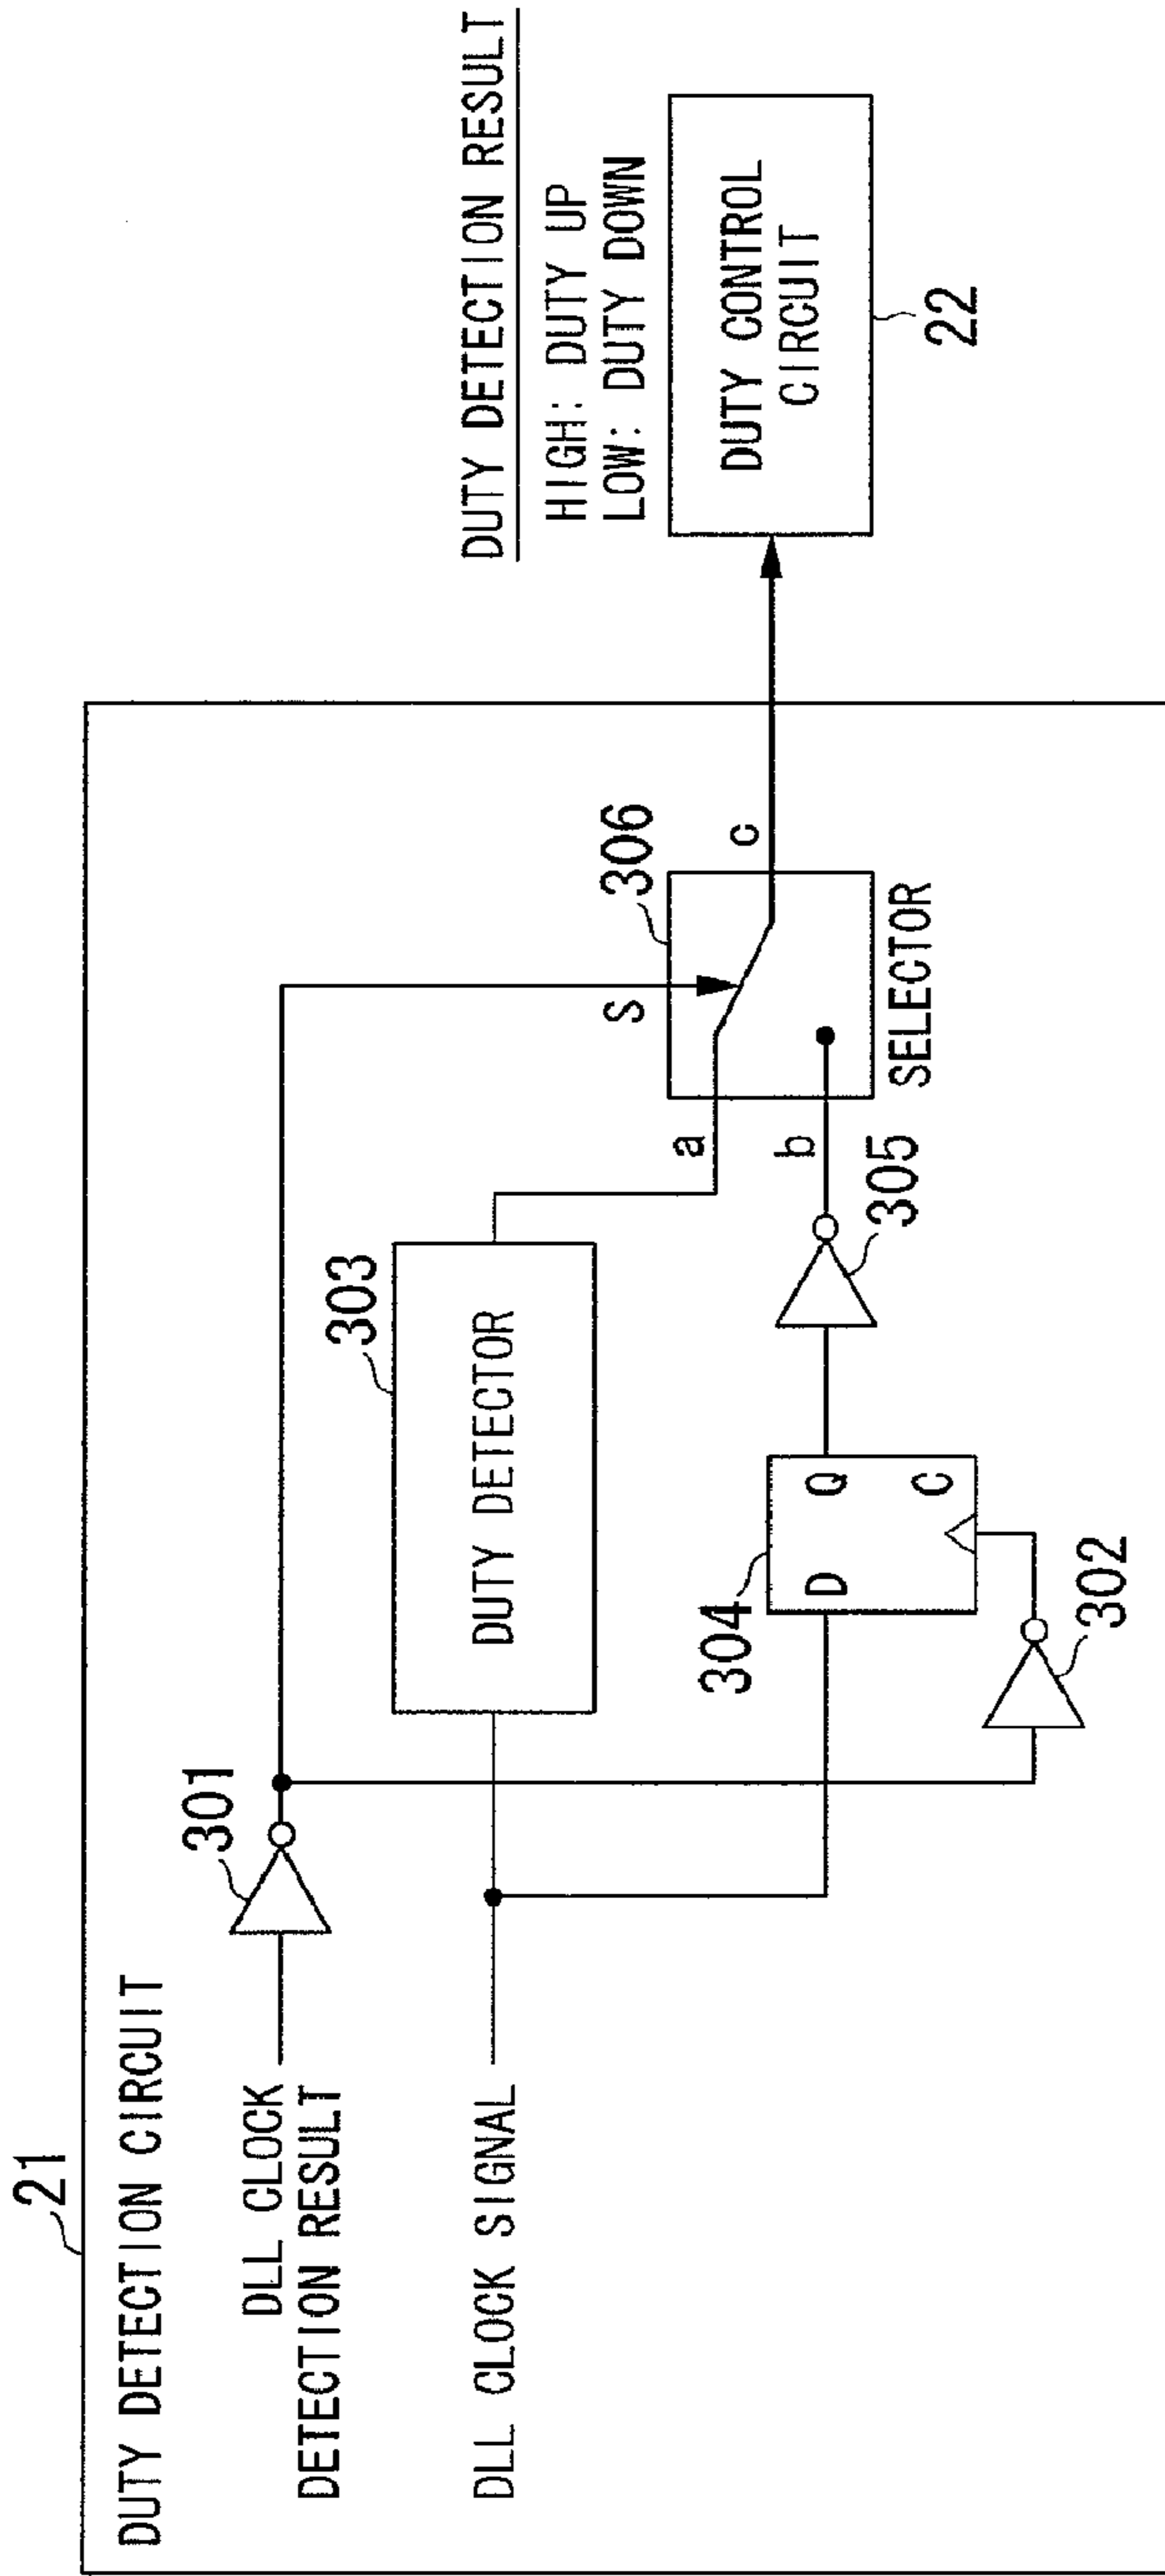 21
DUTY DETECTION CIRCUIT
DLL CLOCK
DETECTION RESULT
301
DLL CLOCK SIGNAL
303
DUTY DETECTOR
304
D
Q
C
302
305
a
b
S
306
c
SELECTOR
DUTY DETECTION RESULT
HIGH: DUTY UP
LOW: DUTY DOWN
DUTY CONTROL
CIRCUIT
22